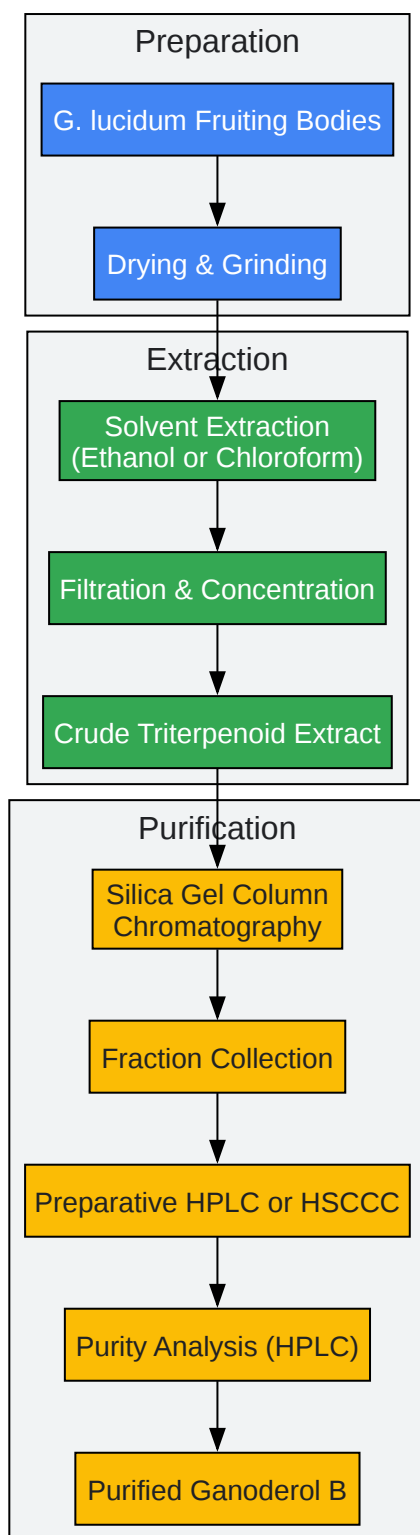 Preparation
G. lucidum Fruiting Bodies
Drying & Grinding
Extraction
Solvent Extraction
(Ethanol or Chloroform)
Filtration & Concentration
Crude Triterpenoid Extract
Purification
Silica Gel Column
Chromatography
Fraction Collection
Preparative HPLC or HSCCC
Purity Analysis (HPLC)
Purified Ganoderol B